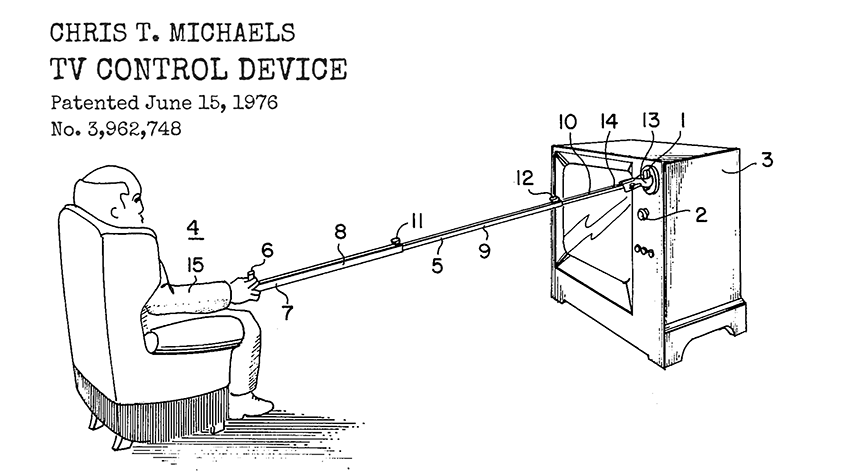 CHRIS T. MICHAELS
TV CONTROL DEVICE
Patented June 15, 1976
No. 3,962,748
10 14 13 1
3
12
2
11
8
4
6
5 9
15
7